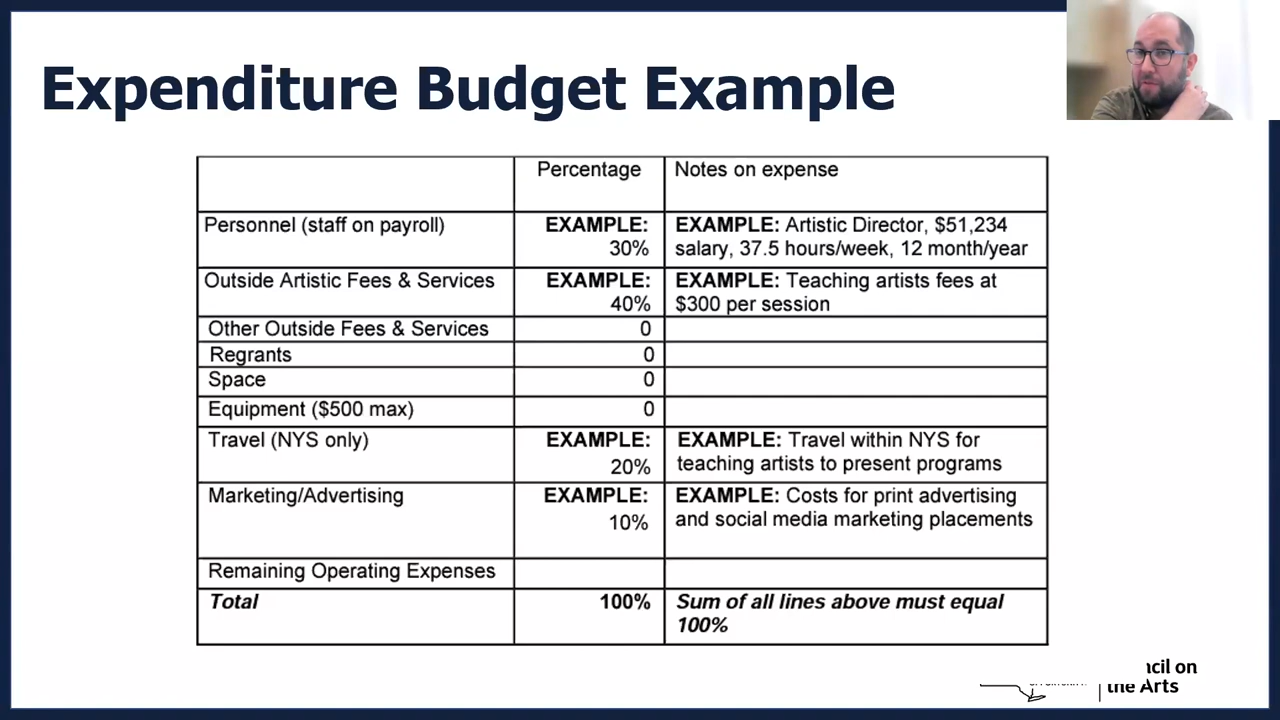 Expenditure Budget Example
Percentage
Notes on expense
Personnel (staff on payroll)
EXAMPLE:
30%
EXAMPLE: Artistic Director, $51,234
salary, 37.5 hours/week, 12 month/year
Outside Artistic Fees & Services
EXAMPLE:
40%
EXAMPLE: Teaching artists fees at
$300 per session
Other Outside Fees & Services
0
Regrants
0
Space
0
Equipment ($500 max)
0
Travel (NYS only)
EXAMPLE:
20%
EXAMPLE: Travel within NYS for
teaching artists to present programs
Marketing/Advertising
EXAMPLE:
10%
EXAMPLE: Costs for print advertising
and social media marketing placements
Remaining Operating Expenses
Total
100%
Sum of all lines above must equal
100%
cil on
the Arts